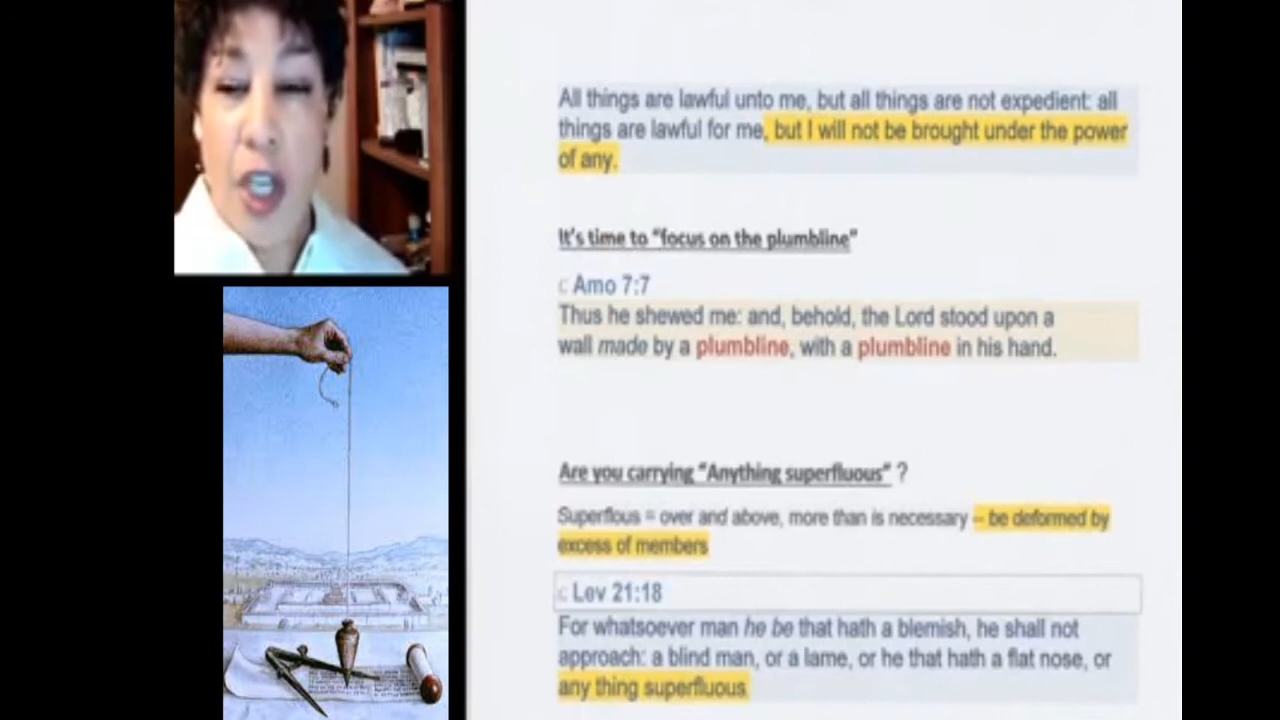 All things are lawful unto me, but all things are not expedient: all
things are lawful for me, but I will not be brought under the power
of any.
It's time to "focus on the plumbline"
C Amo 7:7
Thus he shewed me: and, behold, the Lord stood upon a
wall made by a plumbline, with a plumbline in his hand.
Are you carrying "Anything superfluous" ?
Superflous = over and above, more than is necessary – be deformed by
excess of members
C Lev 21:18
For whatsoever man he be that hath a blemish, he shall not
approach: a blind man, or a lame, or he that hath a flat nose, or
any thing superfluous